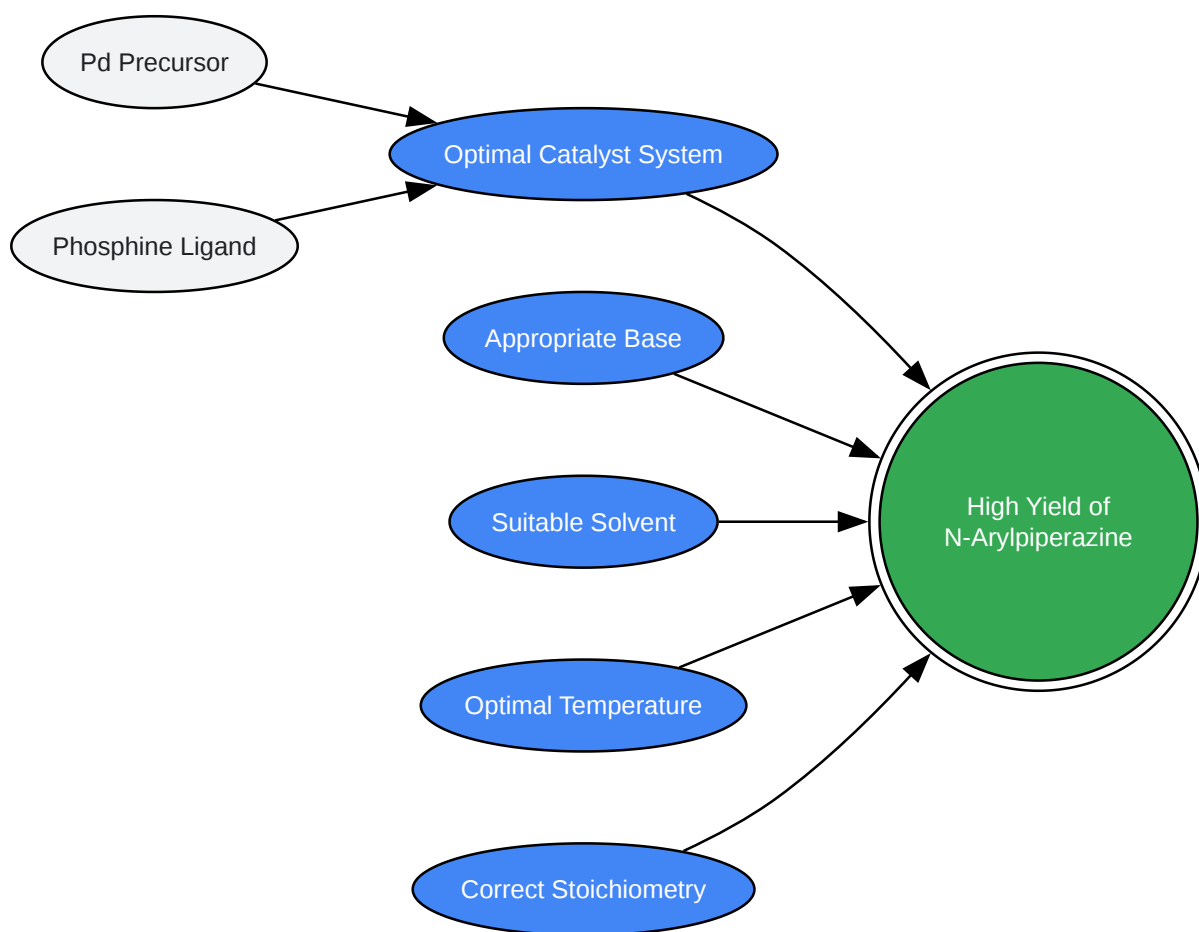 Pd Precursor
Optimal Catalyst System
Phosphine Ligand
Appropriate Base
Suitable Solvent
High Yield of
N-Arylpiperazine
Optimal Temperature
Correct Stoichiometry